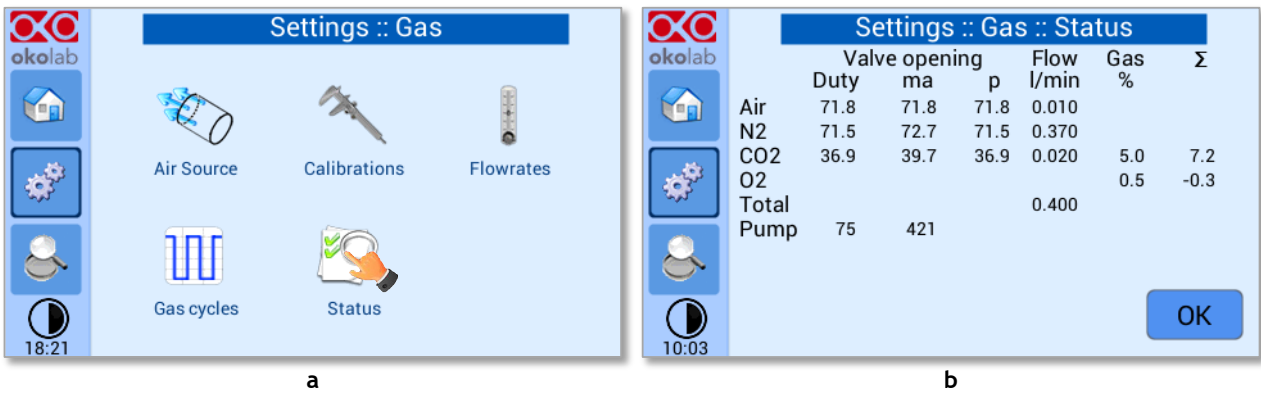 Settings :: Gas
okolab
Air Source Calibrations Flowrates
Gas cycles Status
18:21
a
Settings :: Gas :: Status
okolab
Valve opening Flow Gas Σ
Duty ma p l/min %
Air 71.8 71.8 71.8 0.010
N2 71.5 72.7 71.5 0.370
CO2 36.9 39.7 36.9 0.020 5.0 7.2
O2 0.5 -0.3
Total 0.400
Pump 75 421
OK
10:03
b